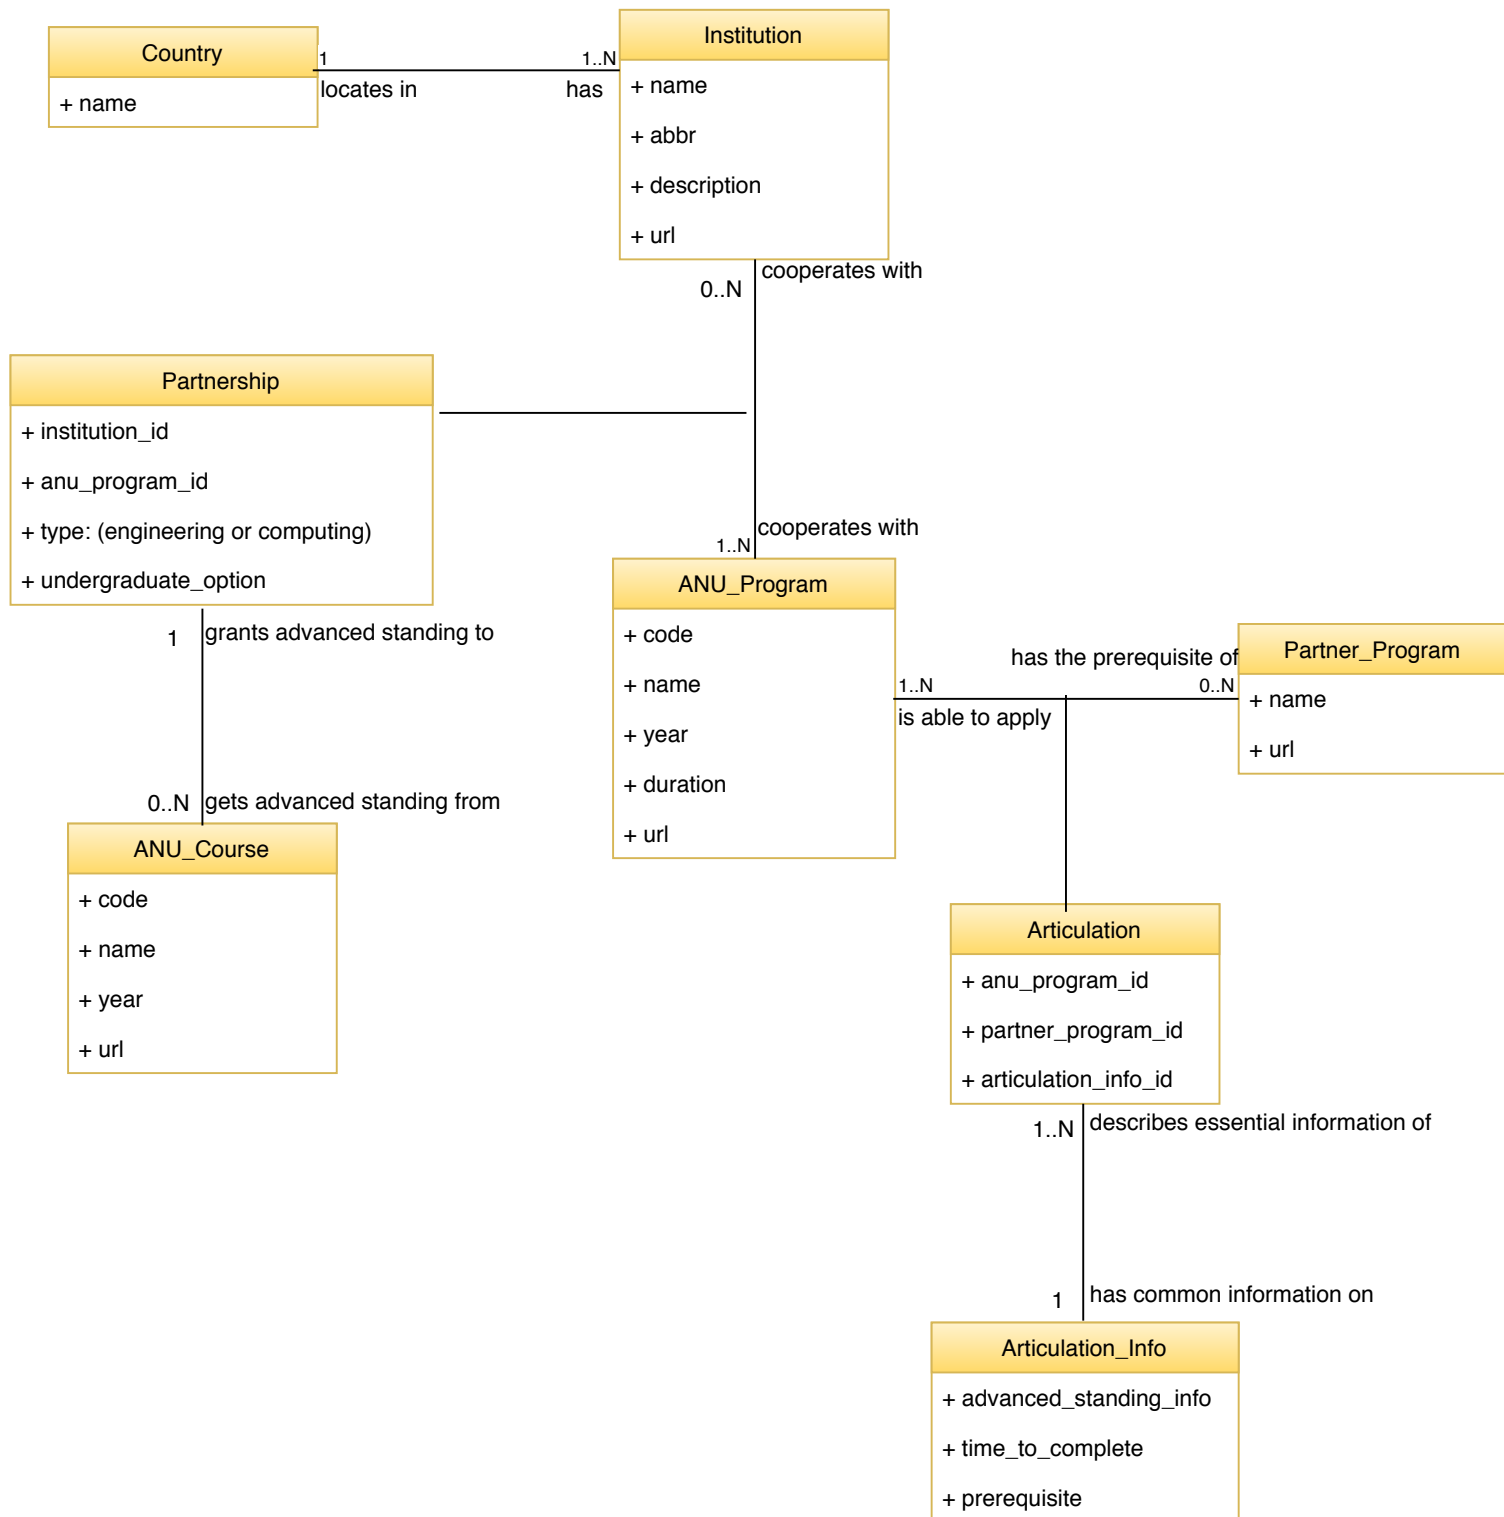 Country
+ name
1
1..N
locates in
has
Institution
+ name
+ abbr
+ description
+ url
cooperates with
0..N
Partnership
+ institution_id
+ anu_program_id
+ type: (engineering or computing)
+ undergraduate_option
cooperates with
1..N
1
grants advanced standing to
0..N
gets advanced standing from
ANU_Course
+ code
+ name
+ year
+ url
ANU_Program
+ code
+ name
+ year
+ duration
+ url
has the prerequisite of
1..N
0..N
is able to apply
Partner_Program
+ name
+ url
Articulation
+ anu_program_id
+ partner_program_id
+ articulation_info_id
1..N
describes essential information of
1
has common information on
Articulation_Info
+ advanced_standing_info
+ time_to_complete
+ prerequisite